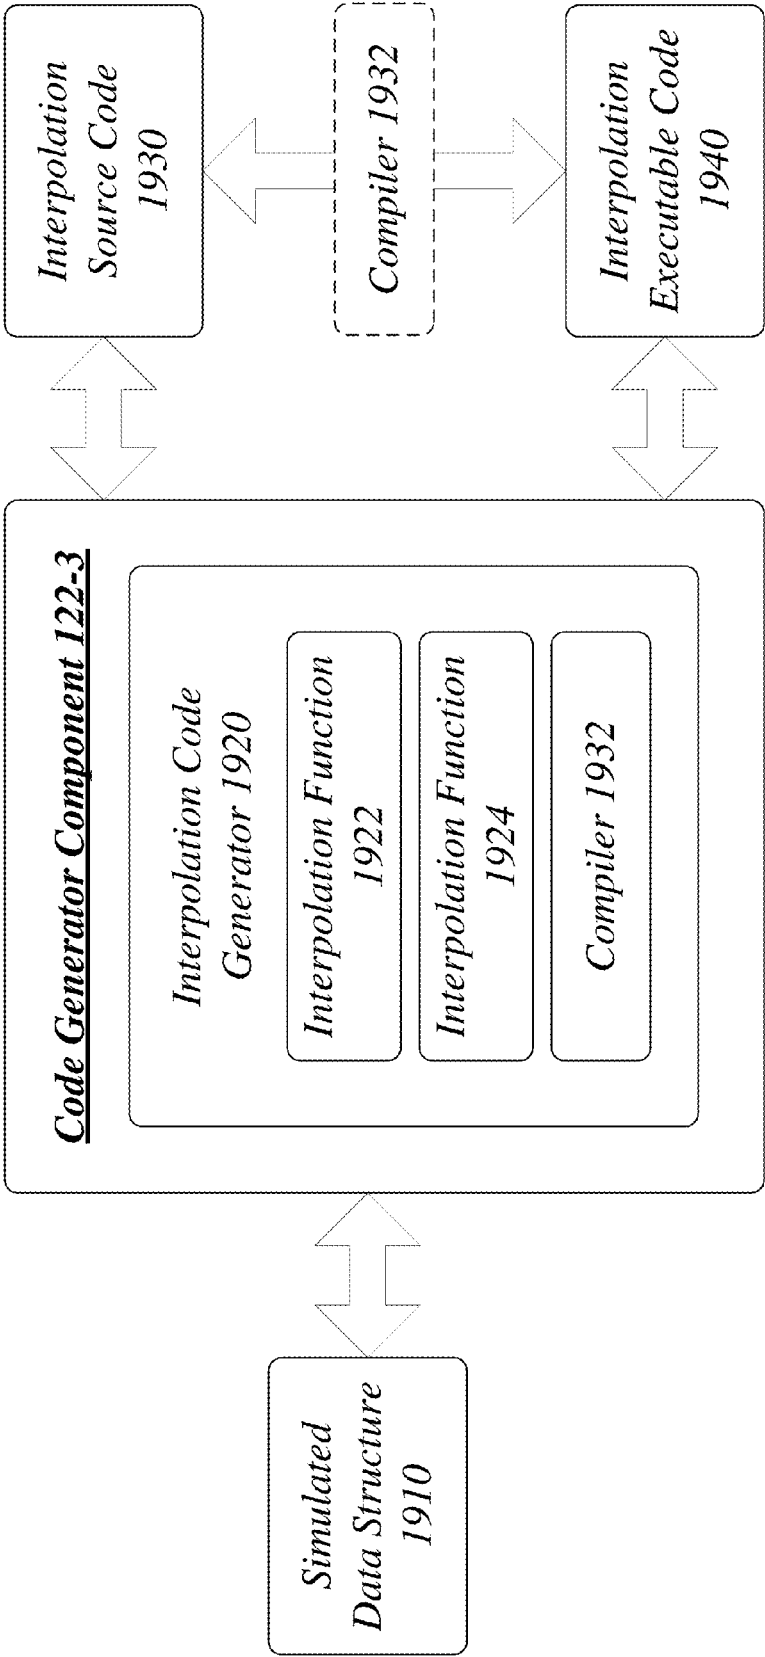 Simulated
Data Structure
1910
Code Generator Component 122-3
Interpolation Code
Generator 1920
Interpolation Function
1922
Interpolation Function
1924
Compiler 1932
Interpolation
Source Code
1930
Compiler 1932
Interpolation
Executable Code
1940